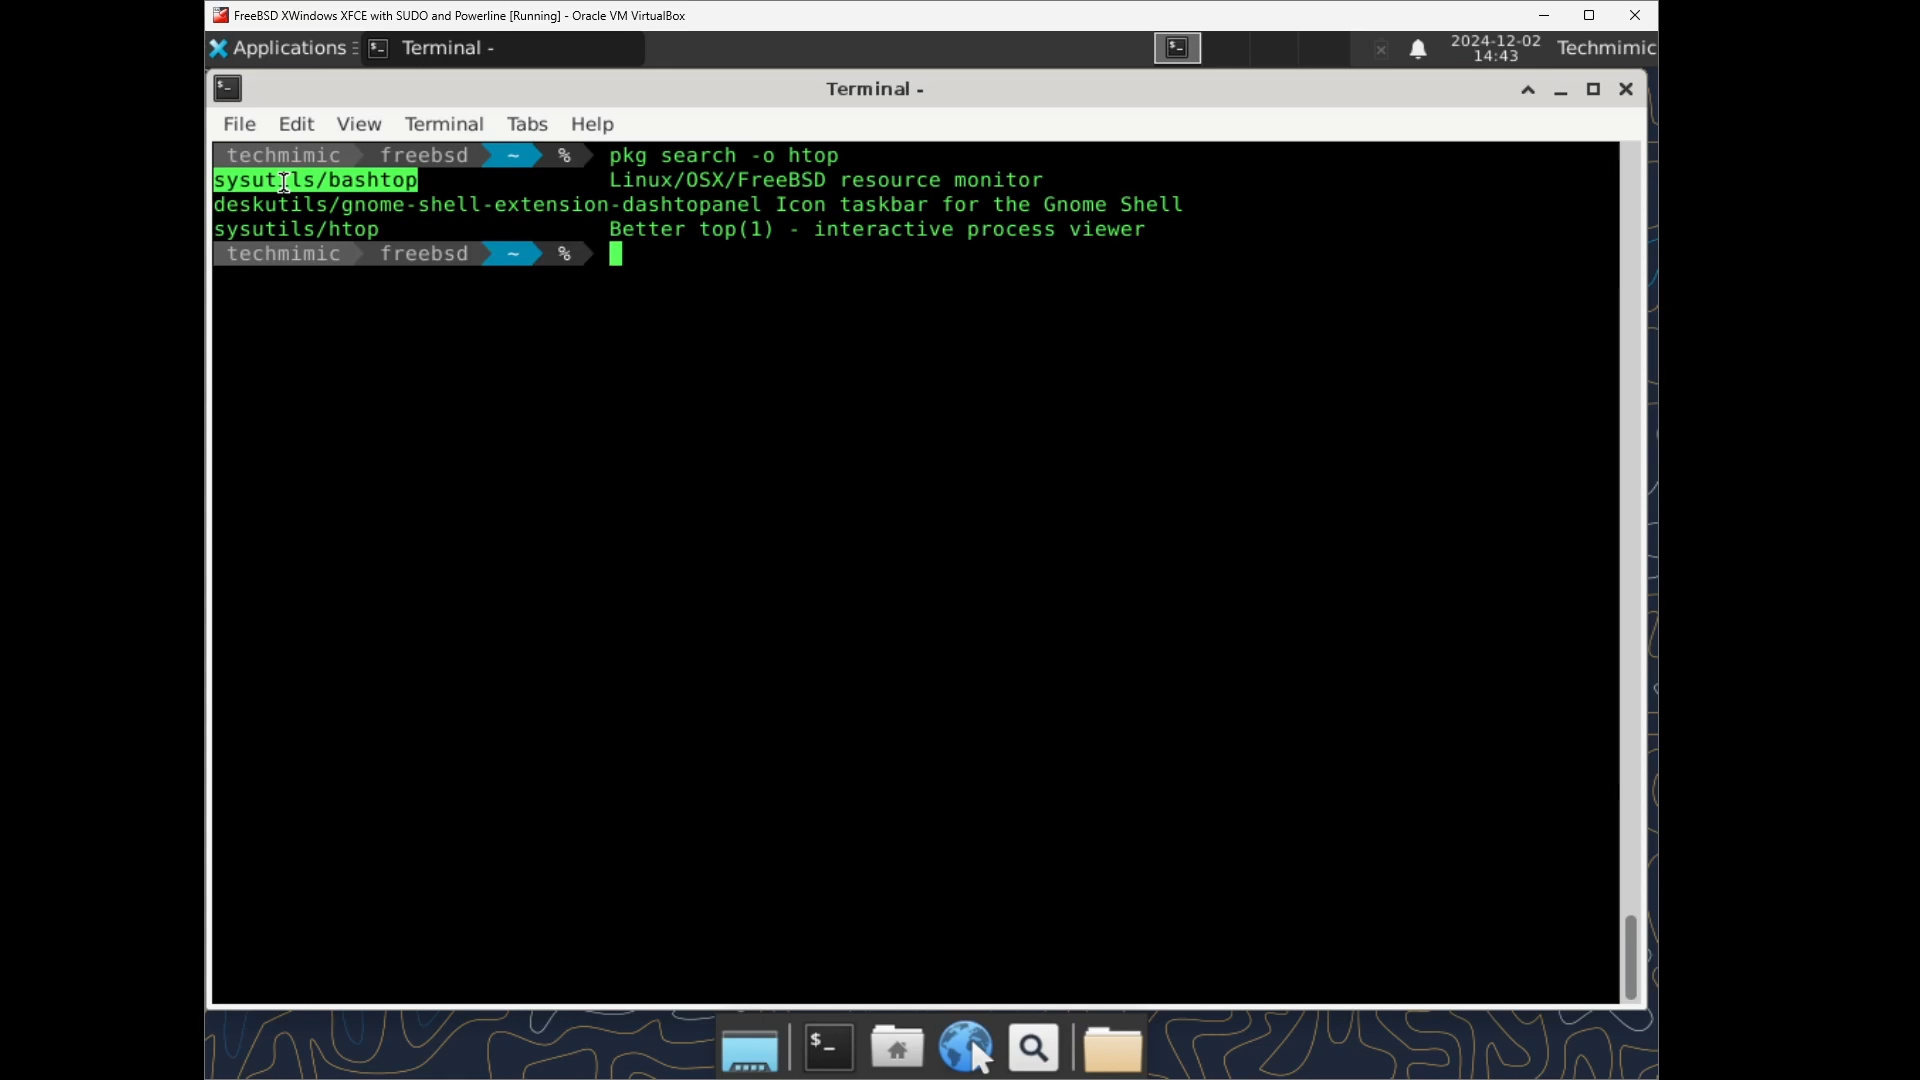 FreeBSD XWindows XFCE with SUDO and Powerline [Running] - Oracle VM VirtualBox
Applications Terminal - 2024-12-02 14:43 Techmimic
Terminal -
File Edit View Terminal Tabs Help
techmimic freebsd ~ % pkg search -o htop
sysutils/bashtop Linux/OSX/FreeBSD resource monitor
deskutils/gnome-shell-extension-dashtopanel Icon taskbar for the Gnome Shell
sysutils/htop Better top(1) - interactive process viewer
techmimic freebsd ~ %